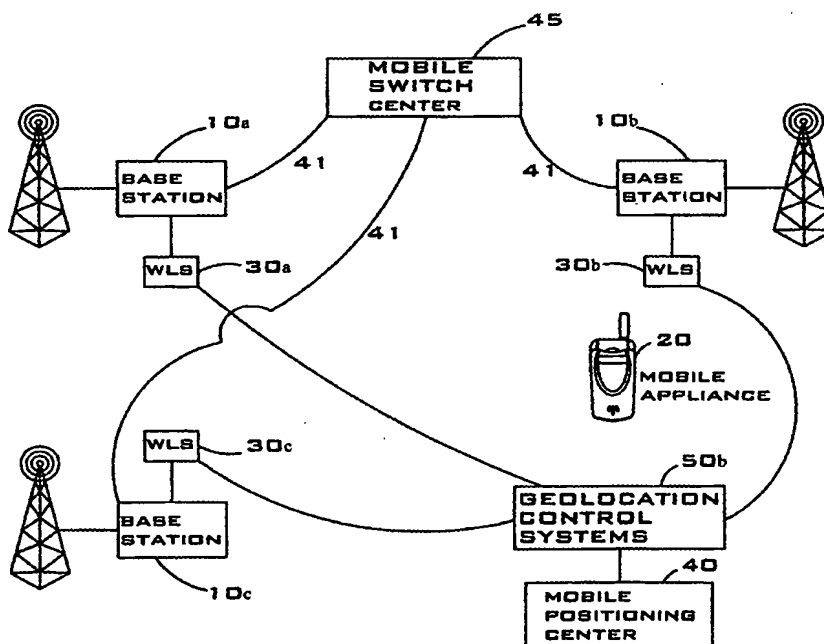 45
MOBILE
SWITCH
CENTER
10a
10b
41
41
BASE
STATION
BASE
STATION
41
WLS
30a
30b
WLS
20
MOBILE
APPLIANCE
WLS
30c
50b
GEOLOCATION
CONTROL
SYSTEMS
BASE
STATION
10c
40
MOBILE
POSITIONING
CENTER